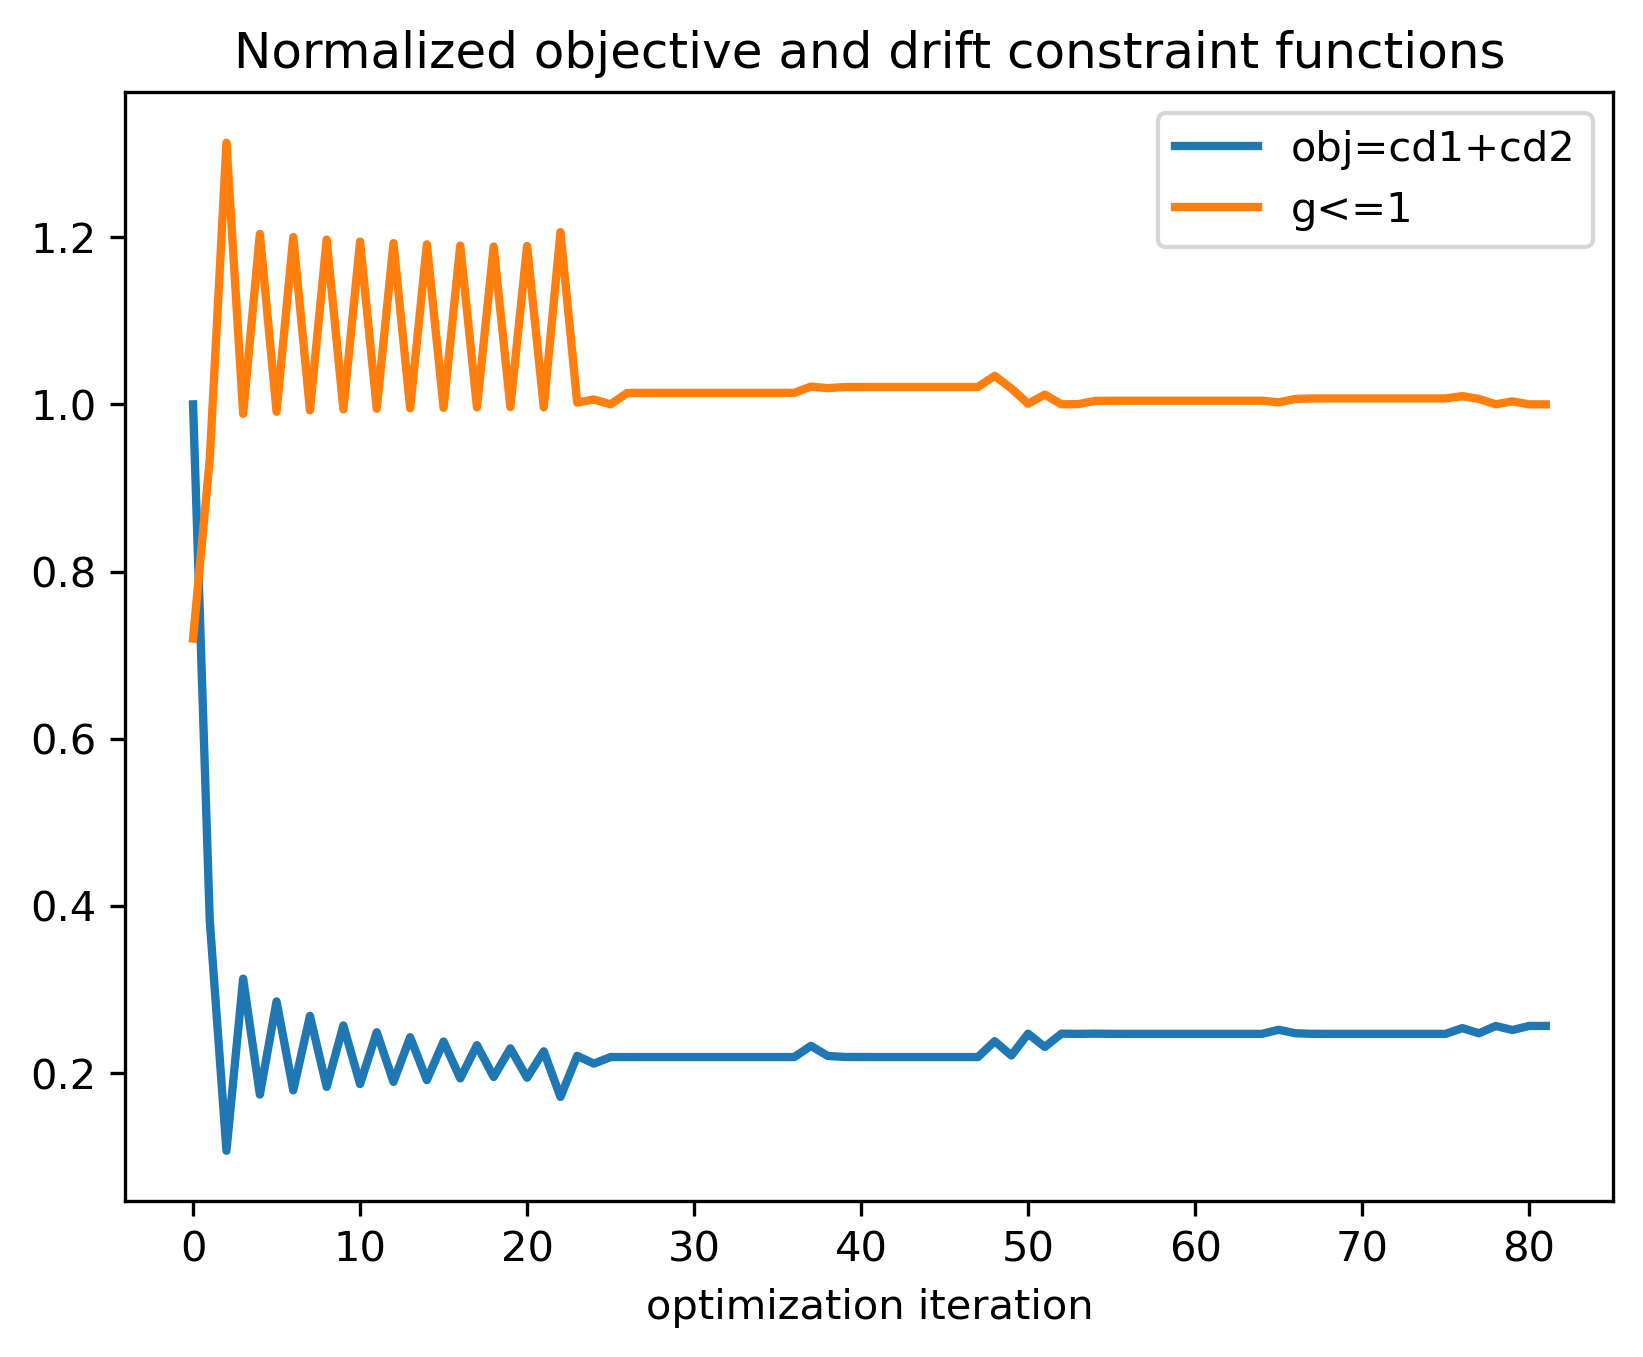 Normalized objective and drift constraint functions
obj=cd1+cd2
g<=1
1.2
1.0
0.8
0.6
0.4
0.2
0 10 20 30 40 50 60 70 80
optimization iteration